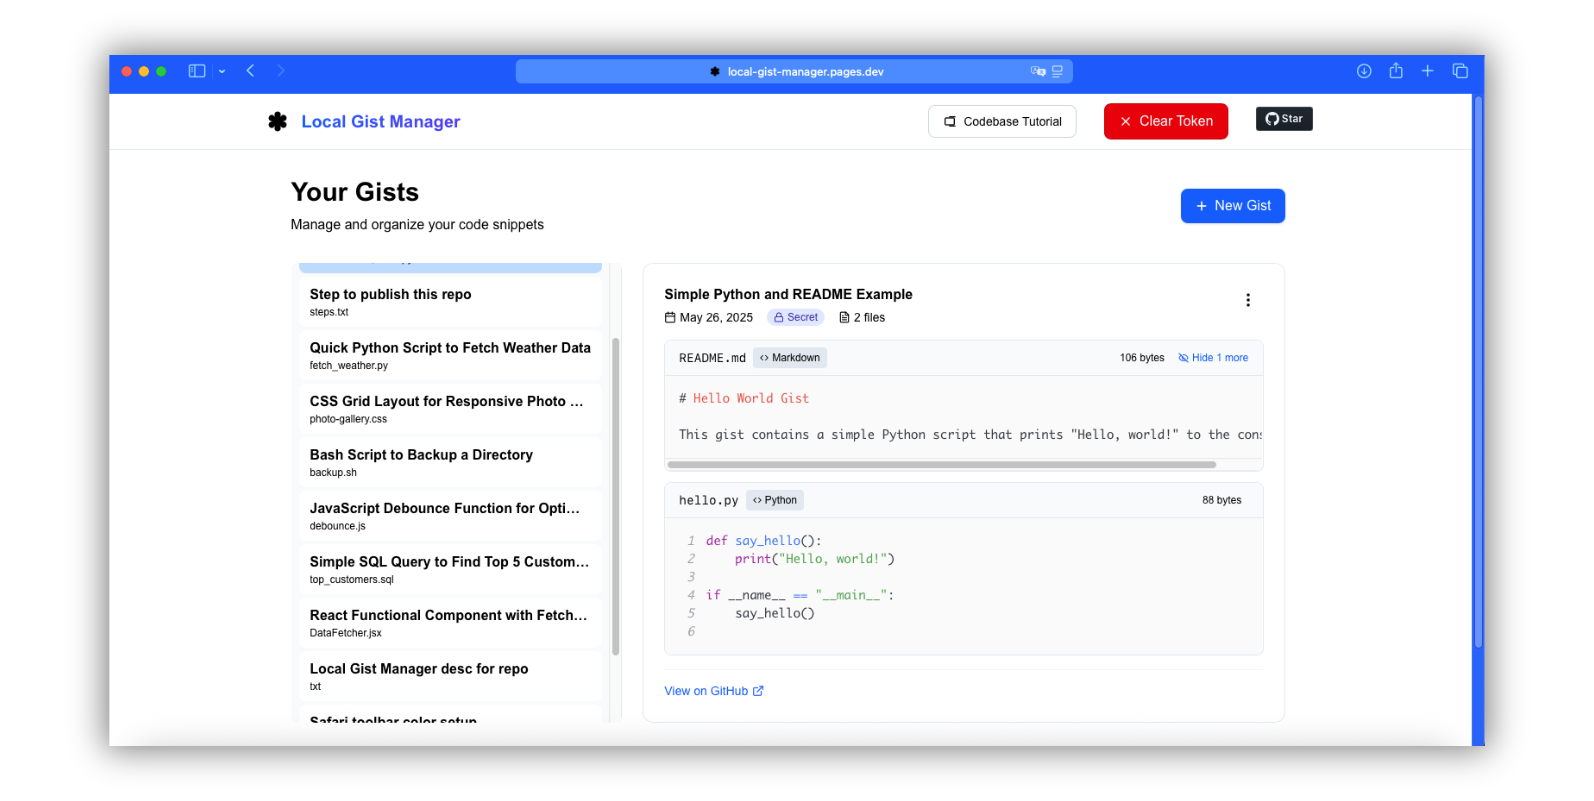 local-gist-manager.pages.dev
Local Gist Manager
Codebase Tutorial
Clear Token
Star
Your Gists
Manage and organize your code snippets
New Gist
Step to publish this repo
steps.txt
Quick Python Script to Fetch Weather Data
fetch_weather.py
CSS Grid Layout for Responsive Photo ...
photo-gallery.css
Bash Script to Backup a Directory
backup.sh
JavaScript Debounce Function for Opti...
debounce.js
Simple SQL Query to Find Top 5 Custom...
top_customers.sql
React Functional Component with Fetch...
DataFetcher.jsx
Local Gist Manager desc for repo
txt
Safari toolbar color setup
Simple Python and README Example
May 26, 2025 Secret 2 files
README.md <> Markdown 106 bytes Hide 1 more
# Hello World Gist
This gist contains a simple Python script that prints "Hello, world!" to the cons
hello.py <> Python 88 bytes
1 def say_hello():
2     print("Hello, world!")
3
4 if __name__ == "__main__":
5     say_hello()
6
View on GitHub